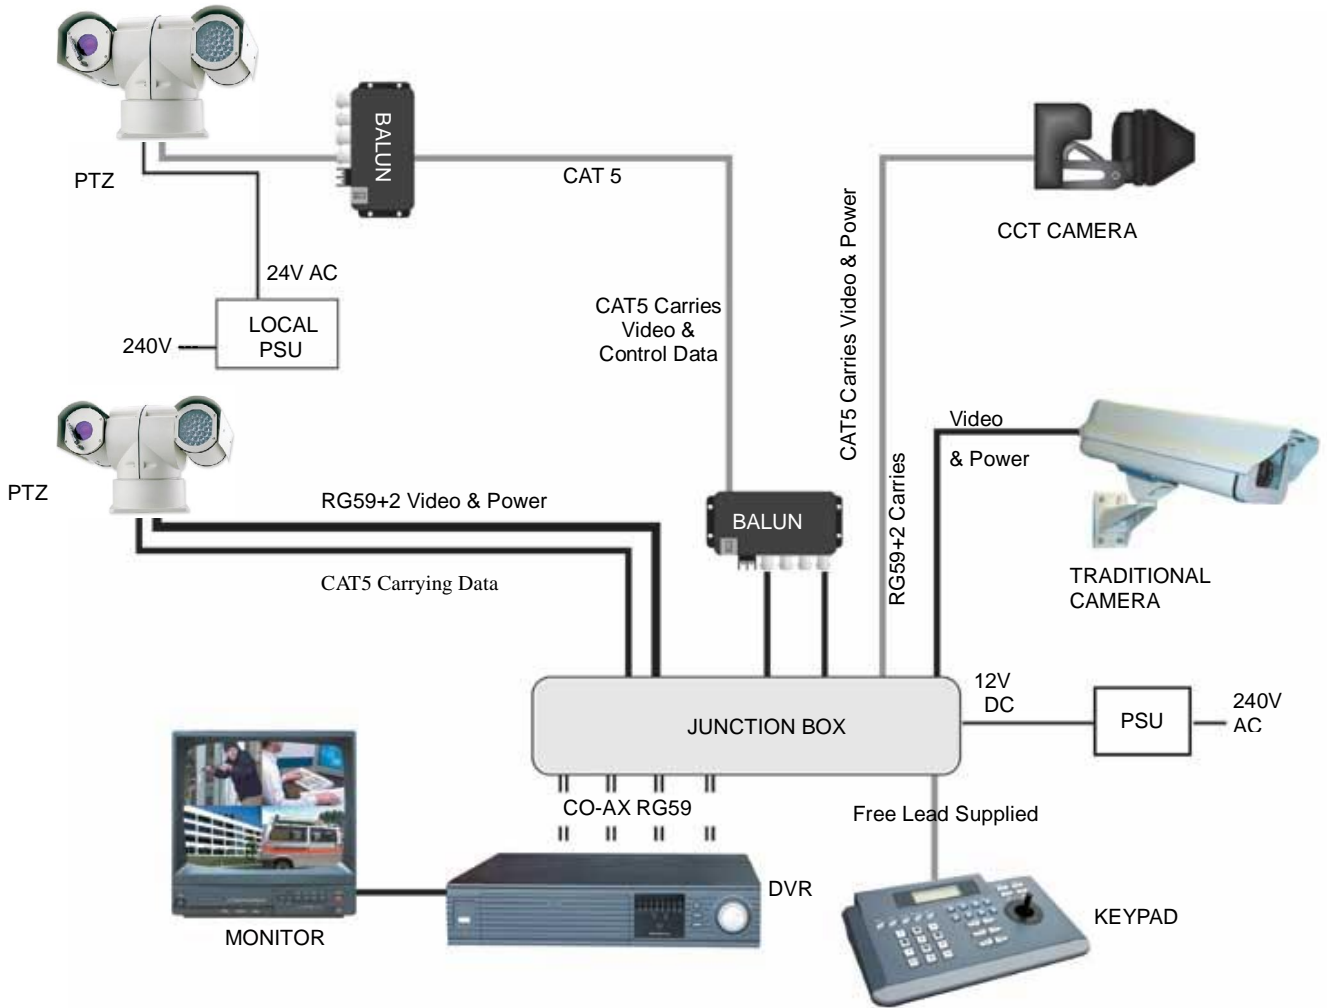 BALUN
PTZ
CAT 5
CCT CAMERA
24V AC
LOCAL
PSU
240V
CAT5 Carries
Video &
Control Data
CAT5 Carries Video & Power
RG59+2 Carries
Video
& Power
PTZ
RG59+2 Video & Power
CAT5 Carrying Data
BALUN
TRADITIONAL
CAMERA
JUNCTION BOX
12V
DC
PSU
240V
AC
CO-AX RG59
Free Lead Supplied
DVR
MONITOR
KEYPAD